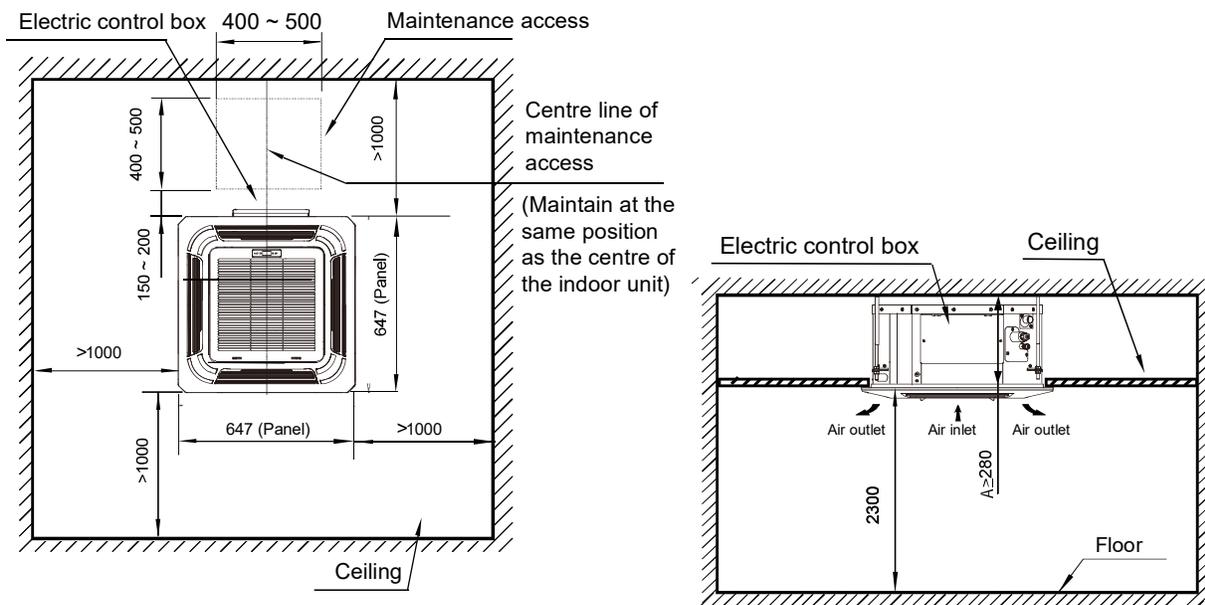 Electric control box
400 ~ 500
Maintenance access
400 ~ 500
>1000
Centre line of
maintenance
access
(Maintain at the
same position
as the centre of
the indoor unit)
150 ~ 200
647 (Panel)
>1000
647 (Panel)
>1000
>1000
Ceiling
Electric control box
Ceiling
Air outlet
Air inlet
Air outlet
A≥280
2300
Floor